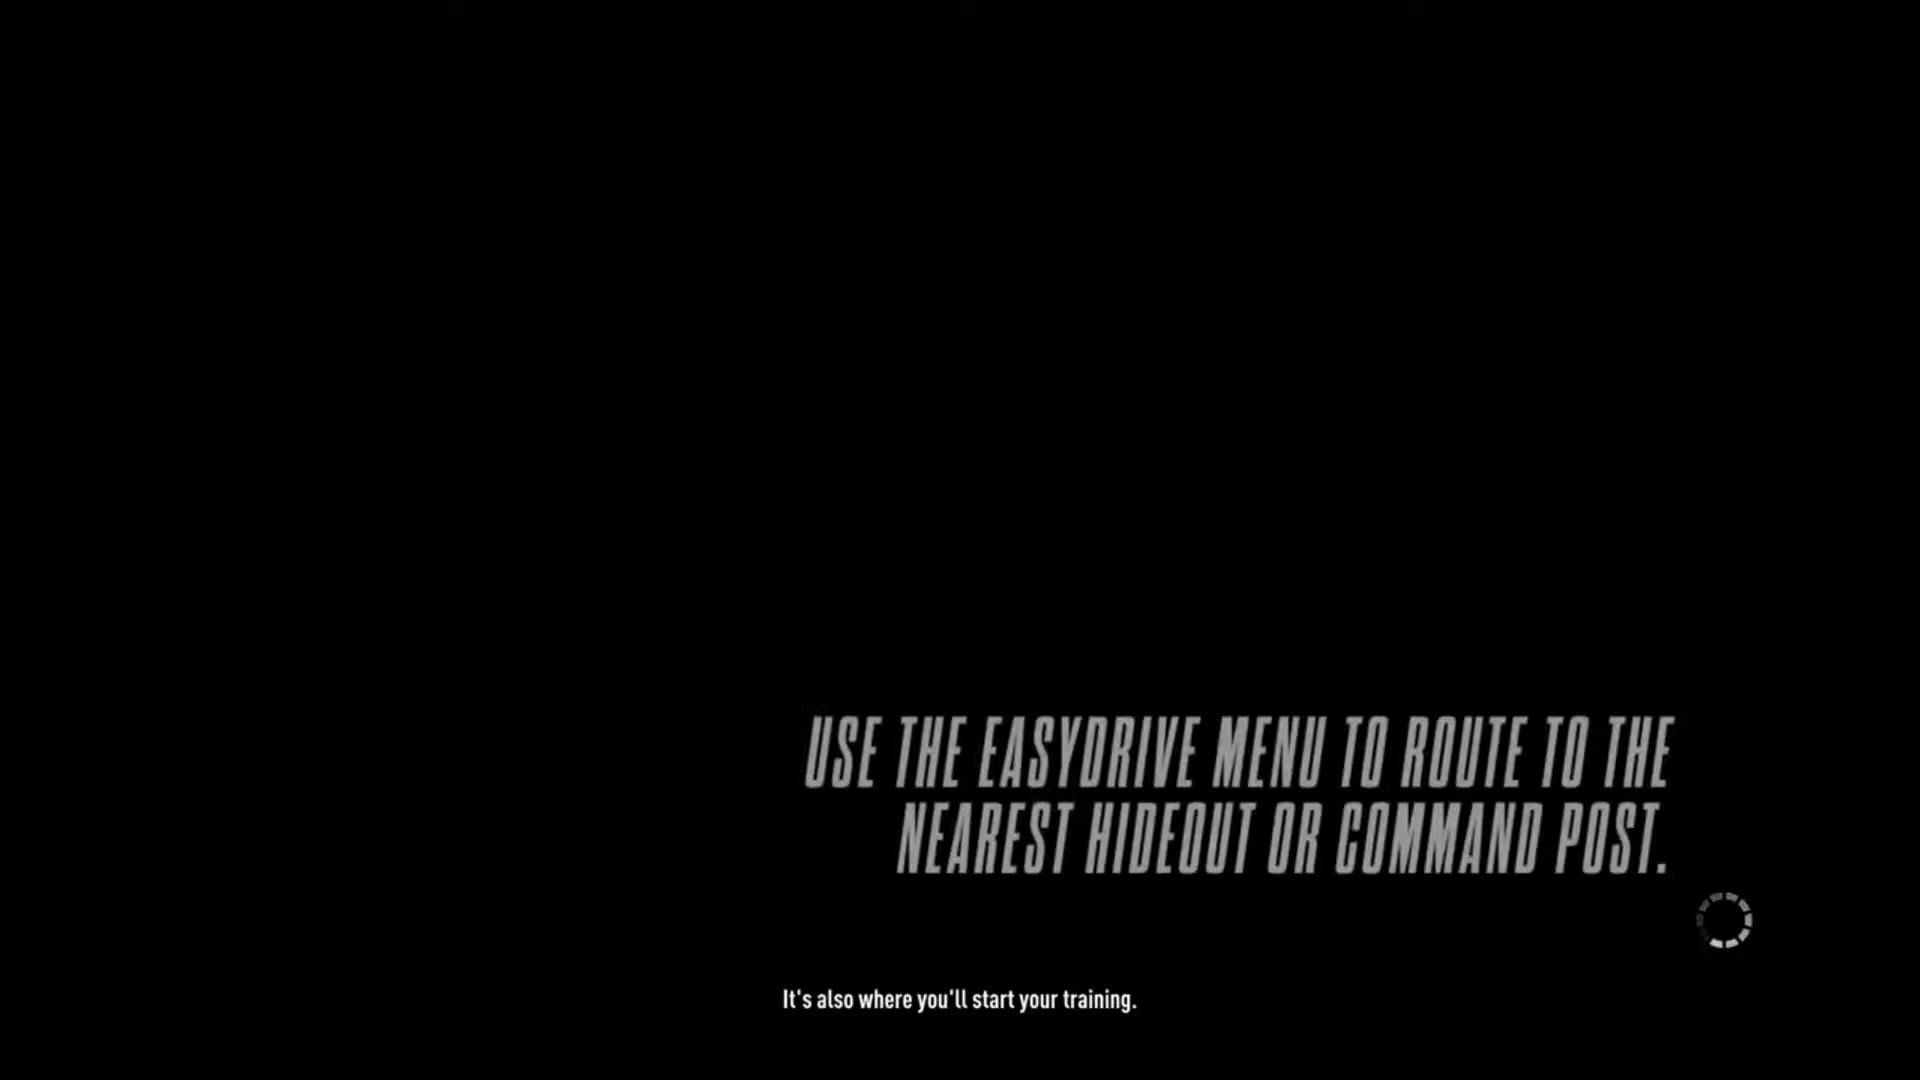 USE THE EASYDRIVE MENU TO ROUTE TO THE
NEAREST HIDEOUT OR COMMAND POST.
It's also where you'll start your training.